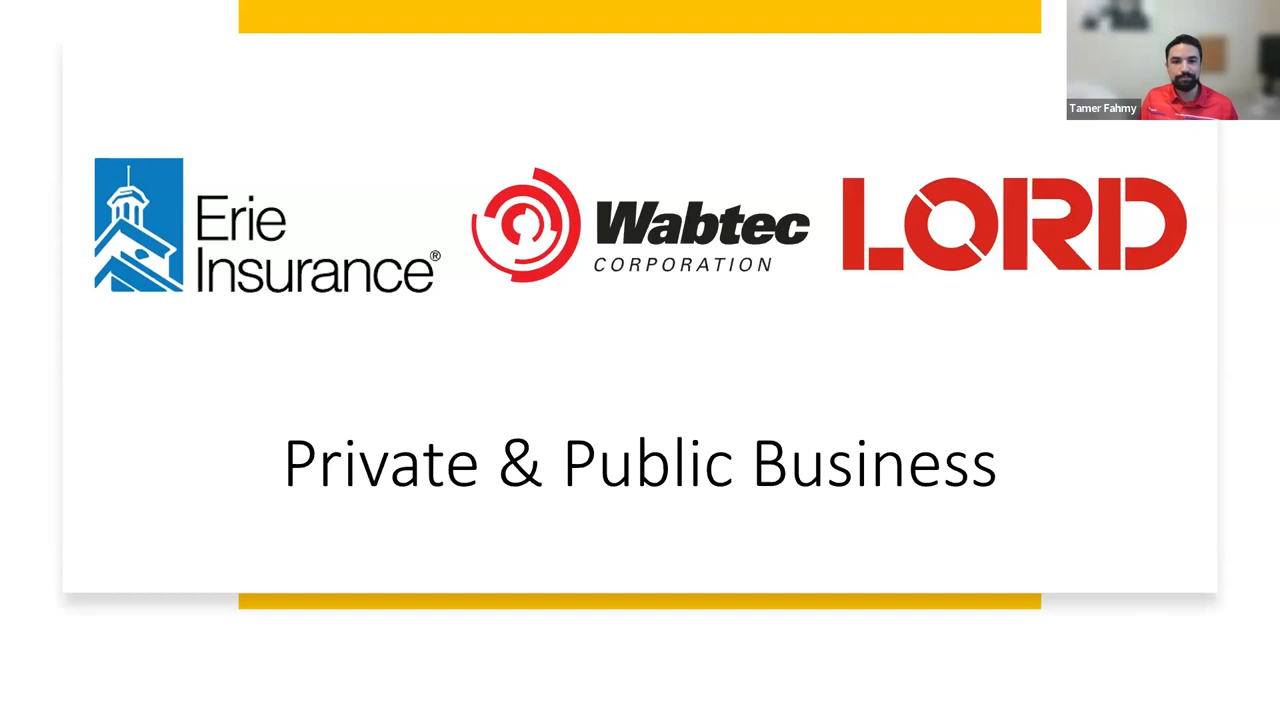 Tamer Fahmy
Erie
Insurance®
Wabtec
CORPORATION
LORD
Private & Public Business